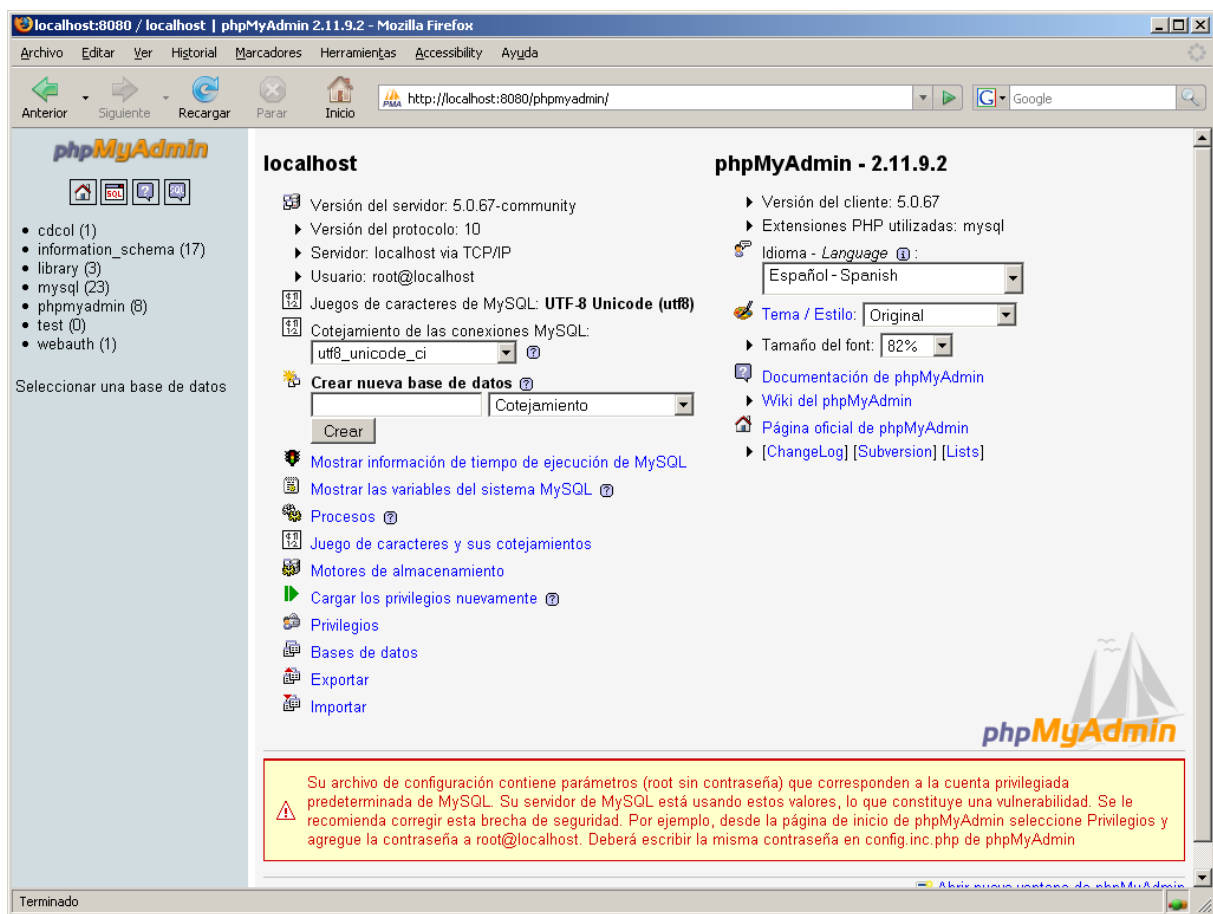 localhost:8080 / localhost | phpMyAdmin 2.11.9.2 - Mozilla Firefox
Archivo Editar Ver Historial Marcadores Herramientas Accessibility Ayuda
Anterior Siguiente Recargar Parar Inicio
PMA http://localhost:8080/phpmyadmin/
G Google
phpMyAdmin
SQL
SQL
cdcol (1)
information_schema (17)
library (3)
mysql (23)
phpmyadmin (8)
test (0)
webauth (1)
Seleccionar una base de datos
localhost
Versión del servidor: 5.0.67-community
Versión del protocolo: 10
Servidor: localhost via TCP/IP
Usuario: root@localhost
Juegos de caracteres de MySQL: UTF-8 Unicode (utf8)
Cotejamiento de las conexiones MySQL:
utf8_unicode_ci
Crear nueva base de datos
Cotejamiento
Crear
Mostrar información de tiempo de ejecución de MySQL
Mostrar las variables del sistema MySQL
Procesos
Juego de caracteres y sus cotejamientos
Motores de almacenamiento
Cargar los privilegios nuevamente
Privilegios
Bases de datos
Exportar
Importar
phpMyAdmin - 2.11.9.2
Versión del cliente: 5.0.67
Extensiones PHP utilizadas: mysql
Idioma - Language :
Español - Spanish
Tema / Estilo: Original
Tamaño del font: 82%
Documentación de phpMyAdmin
Wiki del phpMyAdmin
Página oficial de phpMyAdmin
[ChangeLog] [Subversion] [Lists]
phpMyAdmin
Su archivo de configuración contiene parámetros (root sin contraseña) que corresponden a la cuenta privilegiada
predeterminada de MySQL. Su servidor de MySQL está usando estos valores, lo que constituye una vulnerabilidad. Se le
recomienda corregir esta brecha de seguridad. Por ejemplo, desde la página de inicio de phpMyAdmin seleccione Privilegios y
agregue la contraseña a root@localhost. Deberá escribir la misma contraseña en config.inc.php de phpMyAdmin
Abrir nueva ventana de phpMyAdmin
Terminado